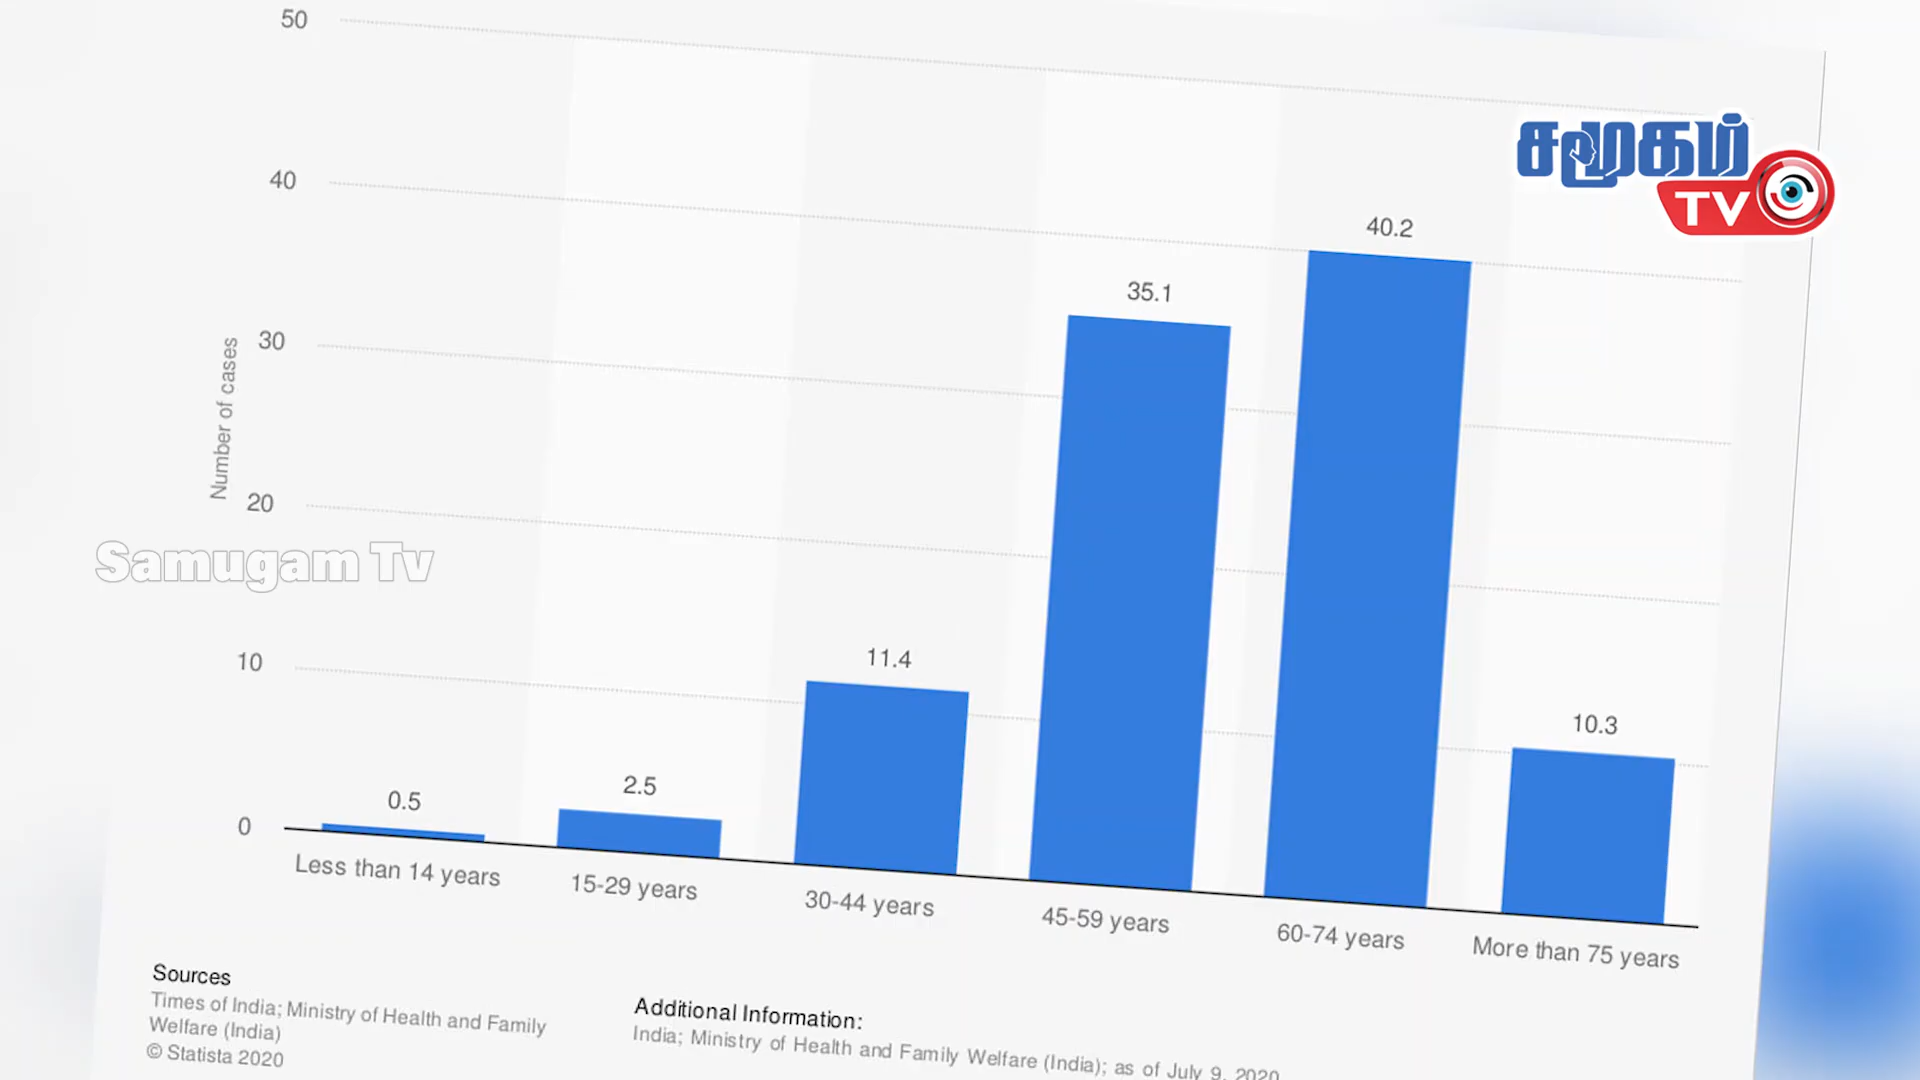 50
40
30
20
10
0
Number of cases
சமூகம்
TV
Samugam Tv
0.5
2.5
11.4
35.1
40.2
10.3
Less than 14 years
15-29 years
30-44 years
45-59 years
60-74 years
More than 75 years
Sources
Times of India; Ministry of Health and Family
Welfare (India)
© Statista 2020
Additional Information:
India; Ministry of Health and Family Welfare (India); as of July 9, 2020